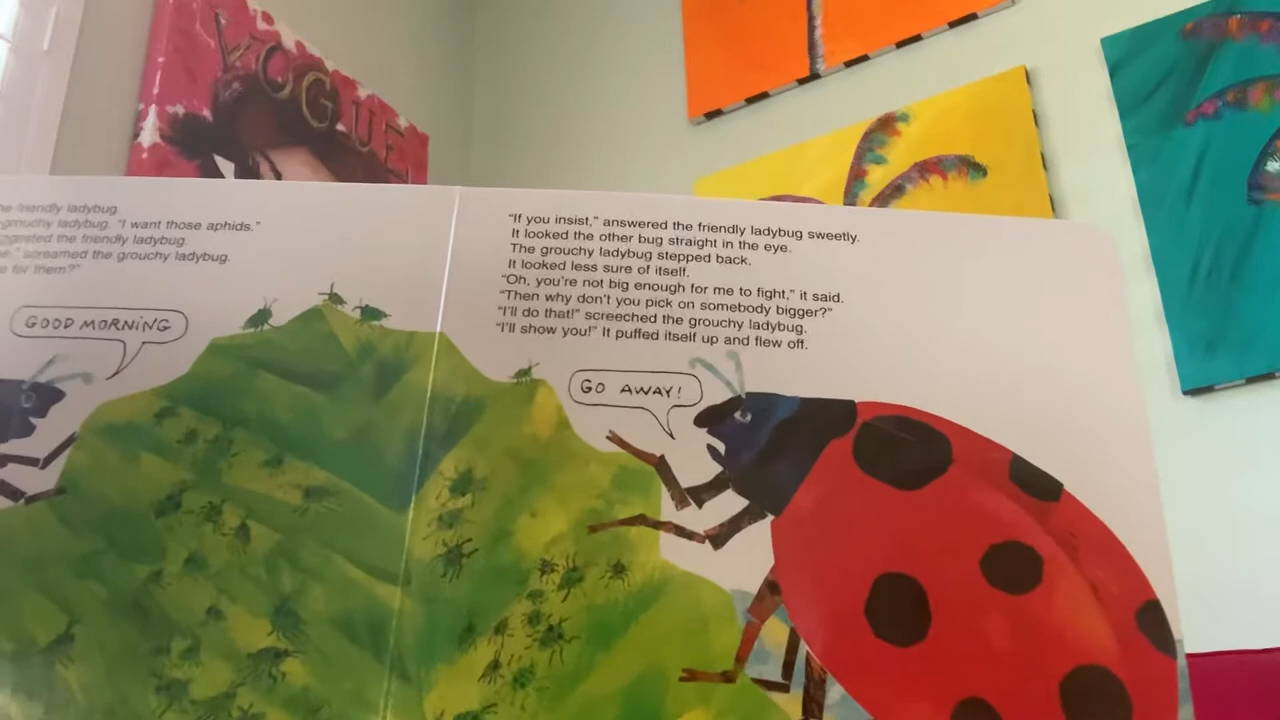 VOGUE
he friendly ladybug.
grouchy ladybug. "I want those aphids."
ggested the friendly ladybug.
e," screamed the grouchy ladybug.
e for them?"
GOOD MORNING
"If you insist," answered the friendly ladybug sweetly.
It looked the other bug straight in the eye.
The grouchy ladybug stepped back.
It looked less sure of itself.
"Oh, you're not big enough for me to fight," it said.
"Then why don't you pick on somebody bigger?"
"I'll do that!" screeched the grouchy ladybug.
"I'll show you!" It puffed itself up and flew off.
GO AWAY!